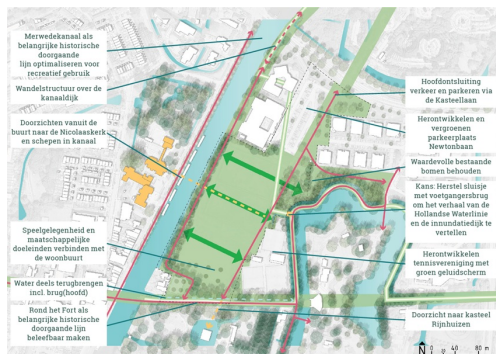 Merwedekanaal als
belangrijke historische
doorgaande
lijn optimaliseren voor
recreatief gebruik
Wandelstructuur over de
kanaaldijk
Doorzichten vanuit de
buurt naar de Nicolaaskerk
en schepen in kanaal
Speelgelegenheid en
maatschappelijke
doeleinden verbinden met
de woonbuurt
Water deels terugbrengen
incl. brug(hoofd)
Rond het Fort als
belangrijke historische
doorgaande lijn
beleefbaar maken
Hoofdontsluiting
verkeer en parkeren via
de Kasteellaan
Herontwikkelen en
vergroenen
parkeerplaats
Newtonbaan
Waardevolle bestaande
bomen behouden
Kans: Herstel sluisje
met voetgangersbrug
om het verhaal van de
Hollandse Waterlinie
en de innundatiedijk te
vertellen
Herontwikkelen
tennisvereniging met
groen geluidscherm
Doorzicht naar kasteel
Rijnhuizen
N 0 40 80 m